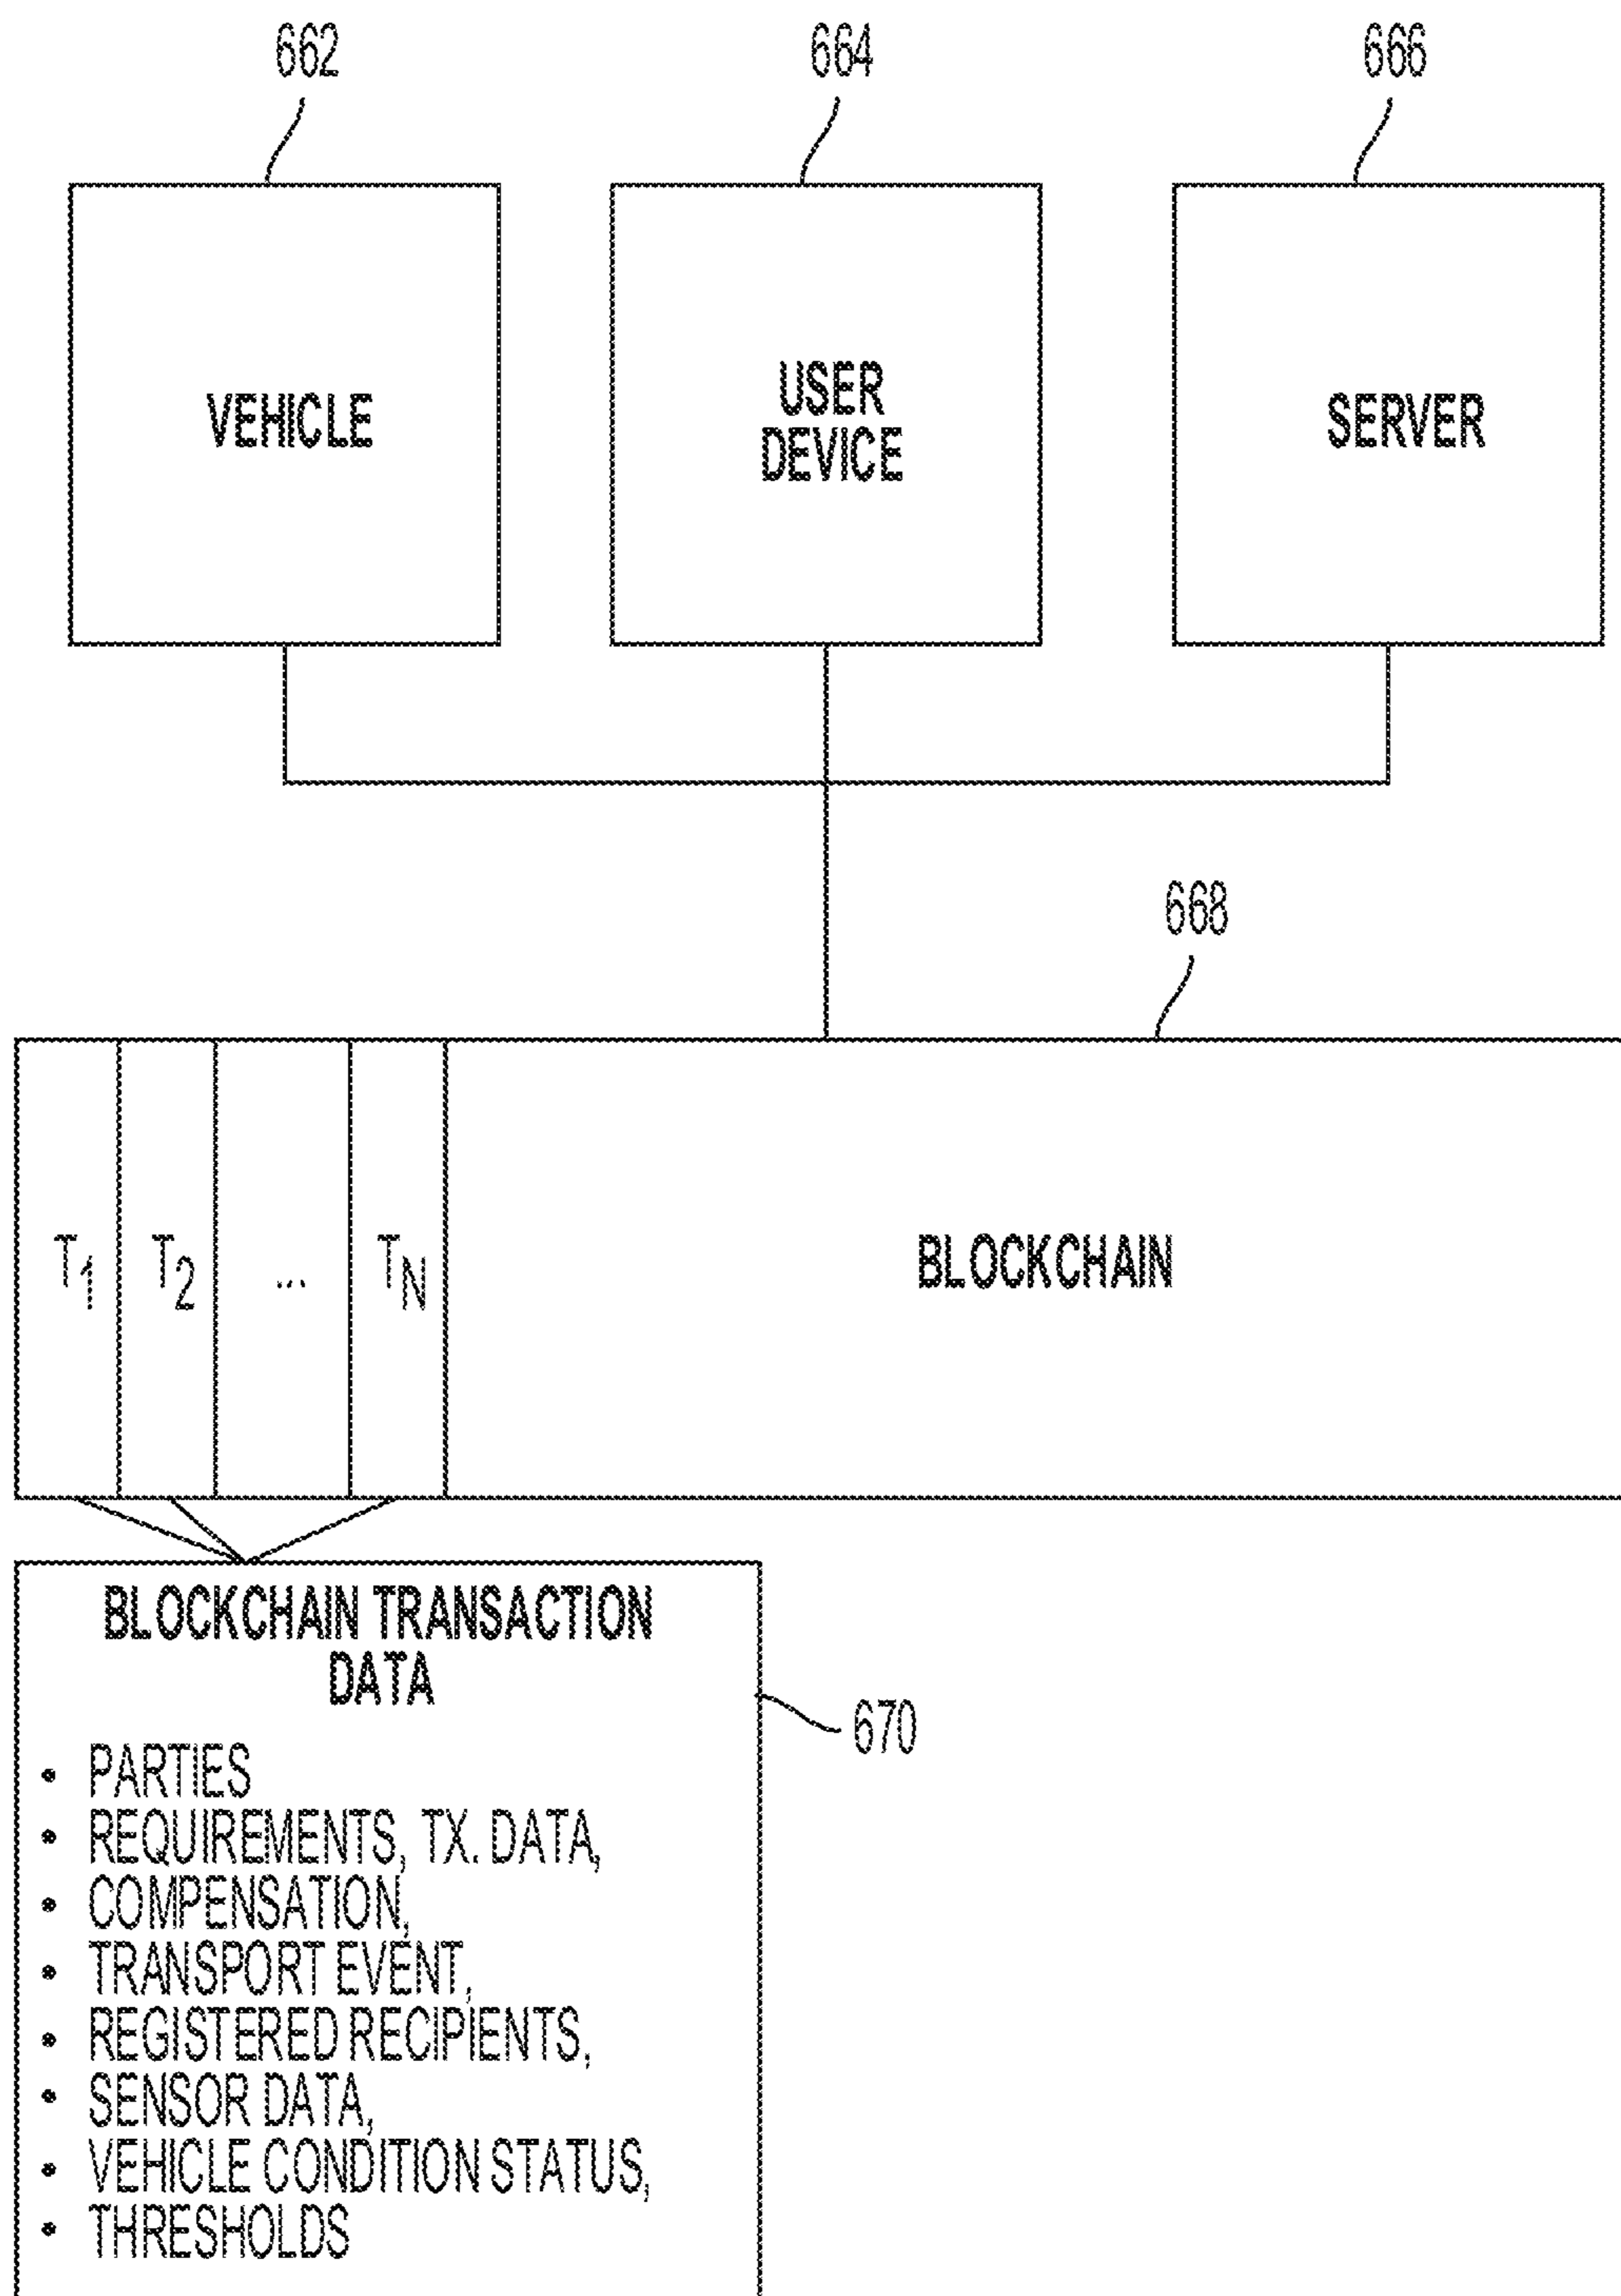 662
664
666
VEHICLE
USER
DEVICE
SERVER
668
T1
T2
...
TN
BLOCKCHAIN
BLOCKCHAIN TRANSACTION
DATA
670
• PARTIES
• REQUIREMENTS, TX. DATA,
• COMPENSATION,
• TRANSPORT EVENT,
• REGISTERED RECIPIENTS,
• SENSOR DATA,
• VEHICLE CONDITION STATUS,
• THRESHOLDS